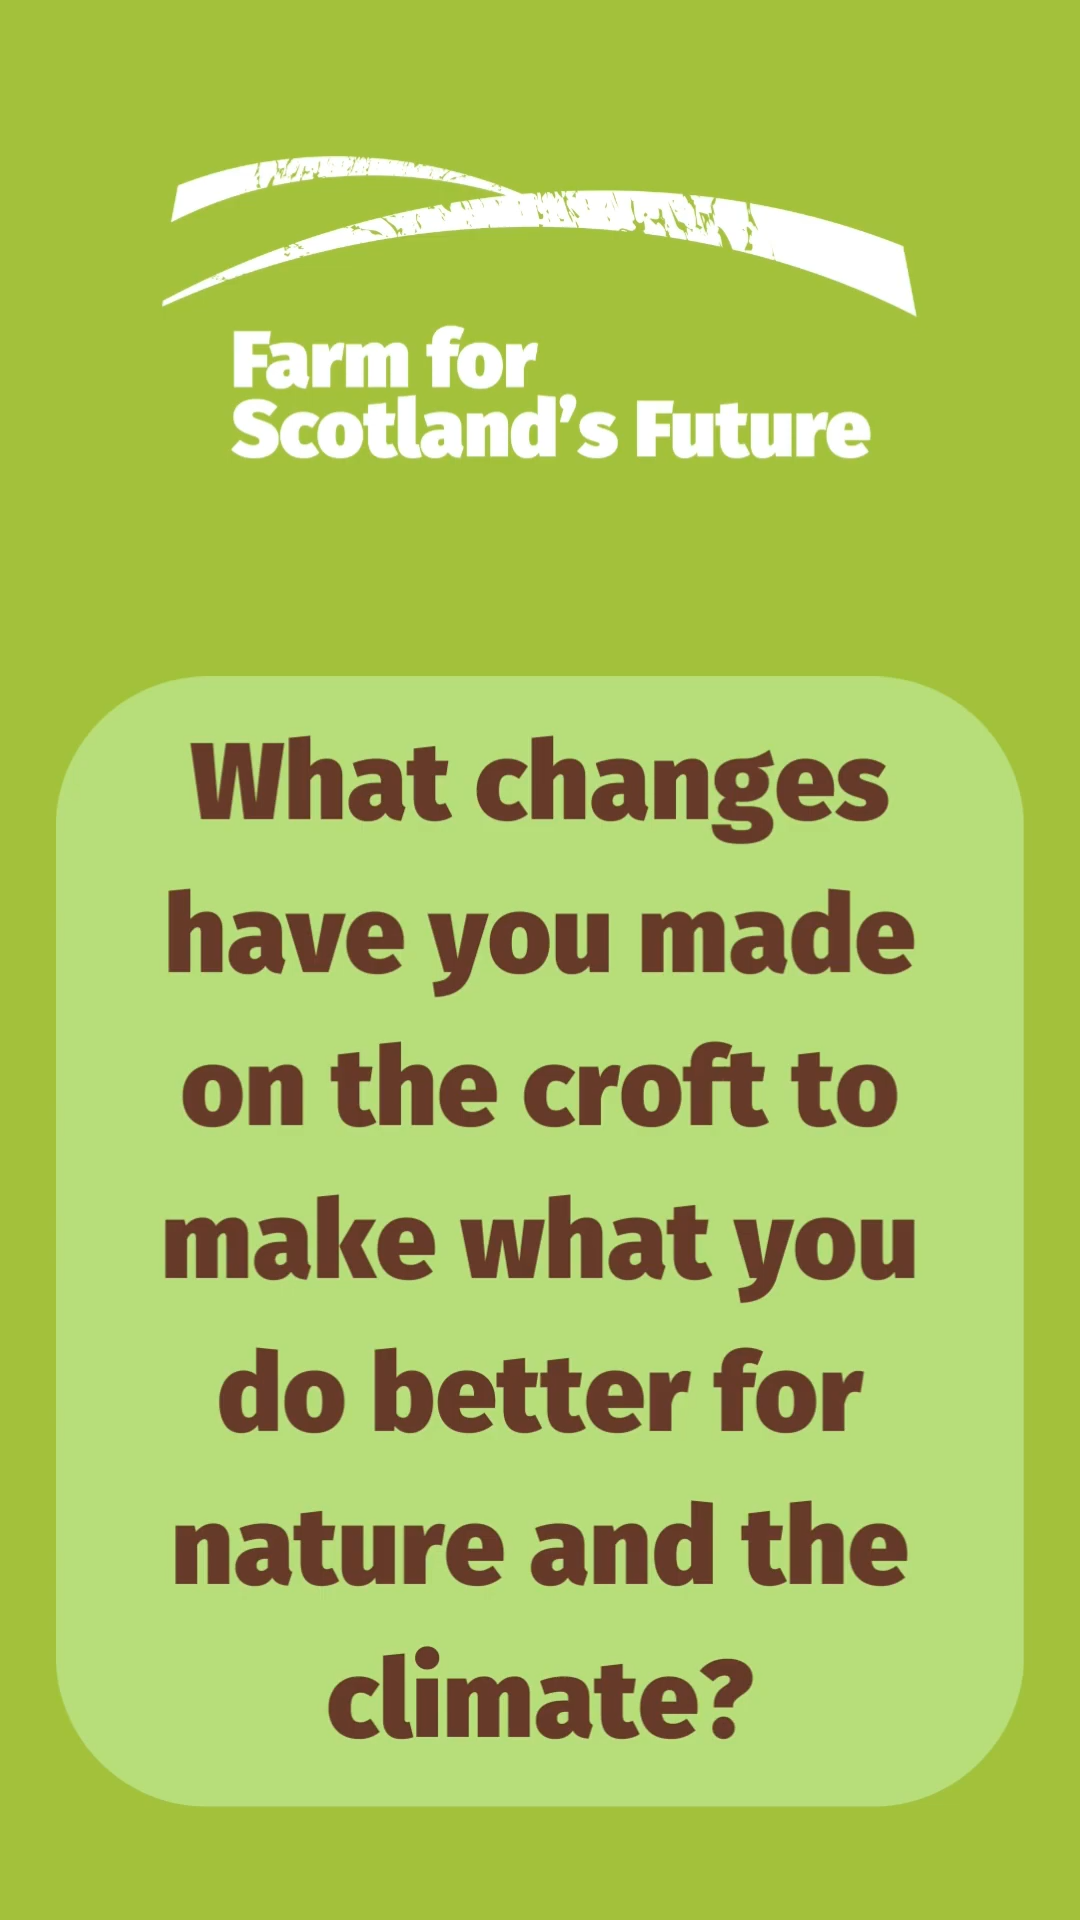 Farm for
Scotland’s Future
What changes
have you made
on the croft to
make what you
do better for
nature and the
climate?